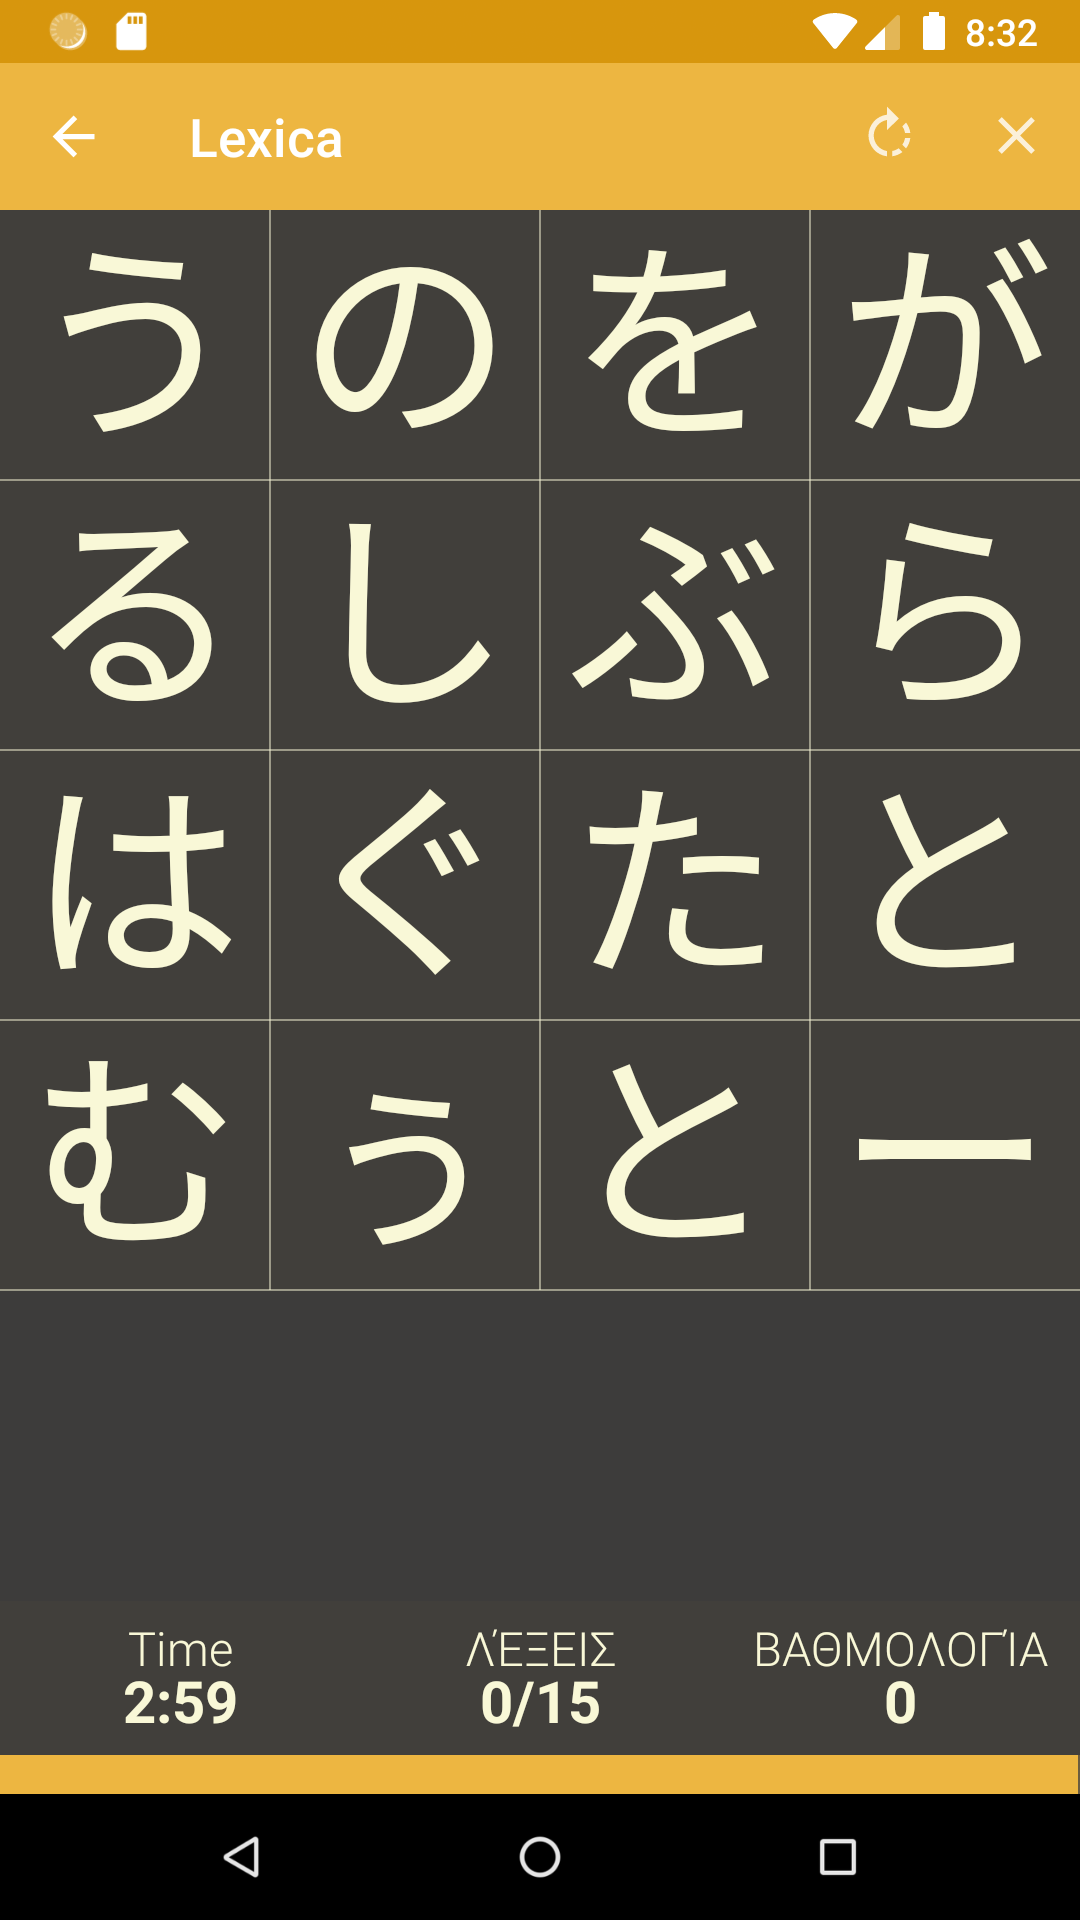 8:32
Lexica
う の を が
る し ぶ ら
は ぐ た と
む ぅ と ー
Time ΛΈΞΕΙΣ ΒΑΘΜΟΛΟΓΊΑ
2:59 0/15 0